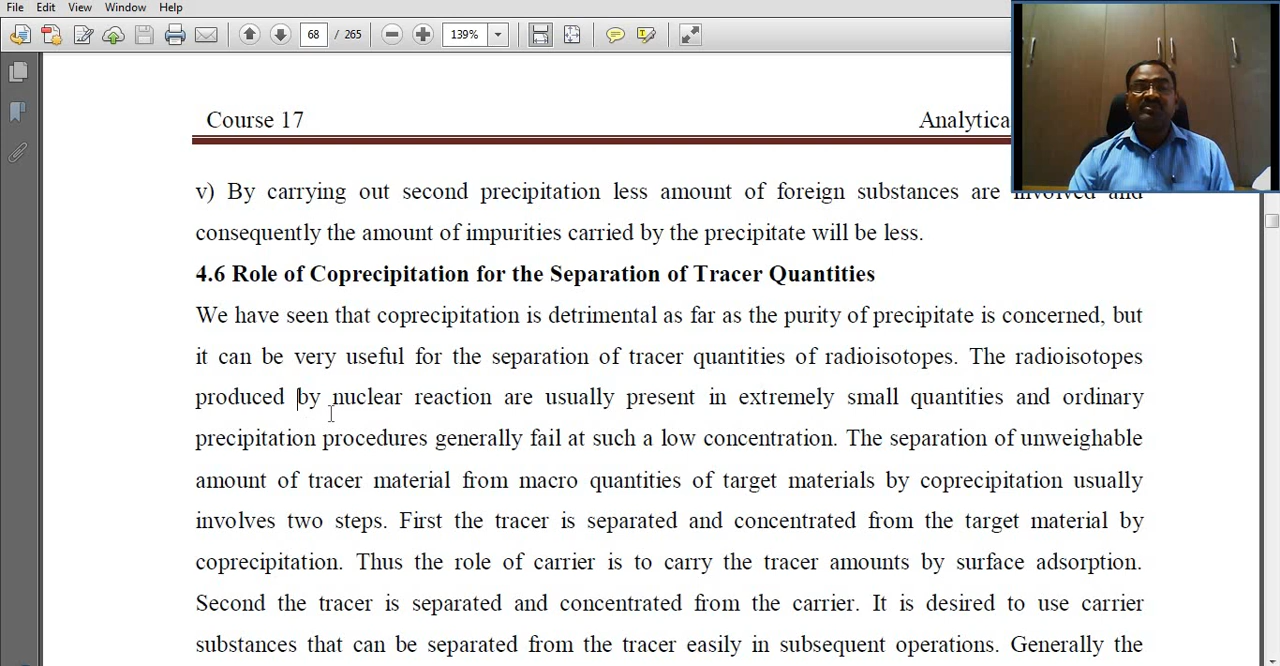 File Edit View Window Help
68 / 265 139%
Course 17 Analytica
v) By carrying out second precipitation less amount of foreign substances are involved and
consequently the amount of impurities carried by the precipitate will be less.
4.6 Role of Coprecipitation for the Separation of Tracer Quantities
We have seen that coprecipitation is detrimental as far as the purity of precipitate is concerned, but
it can be very useful for the separation of tracer quantities of radioisotopes. The radioisotopes
produced by nuclear reaction are usually present in extremely small quantities and ordinary
precipitation procedures generally fail at such a low concentration. The separation of unweighable
amount of tracer material from macro quantities of target materials by coprecipitation usually
involves two steps. First the tracer is separated and concentrated from the target material by
coprecipitation. Thus the role of carrier is to carry the tracer amounts by surface adsorption.
Second the tracer is separated and concentrated from the carrier. It is desired to use carrier
substances that can be separated from the tracer easily in subsequent operations. Generally the